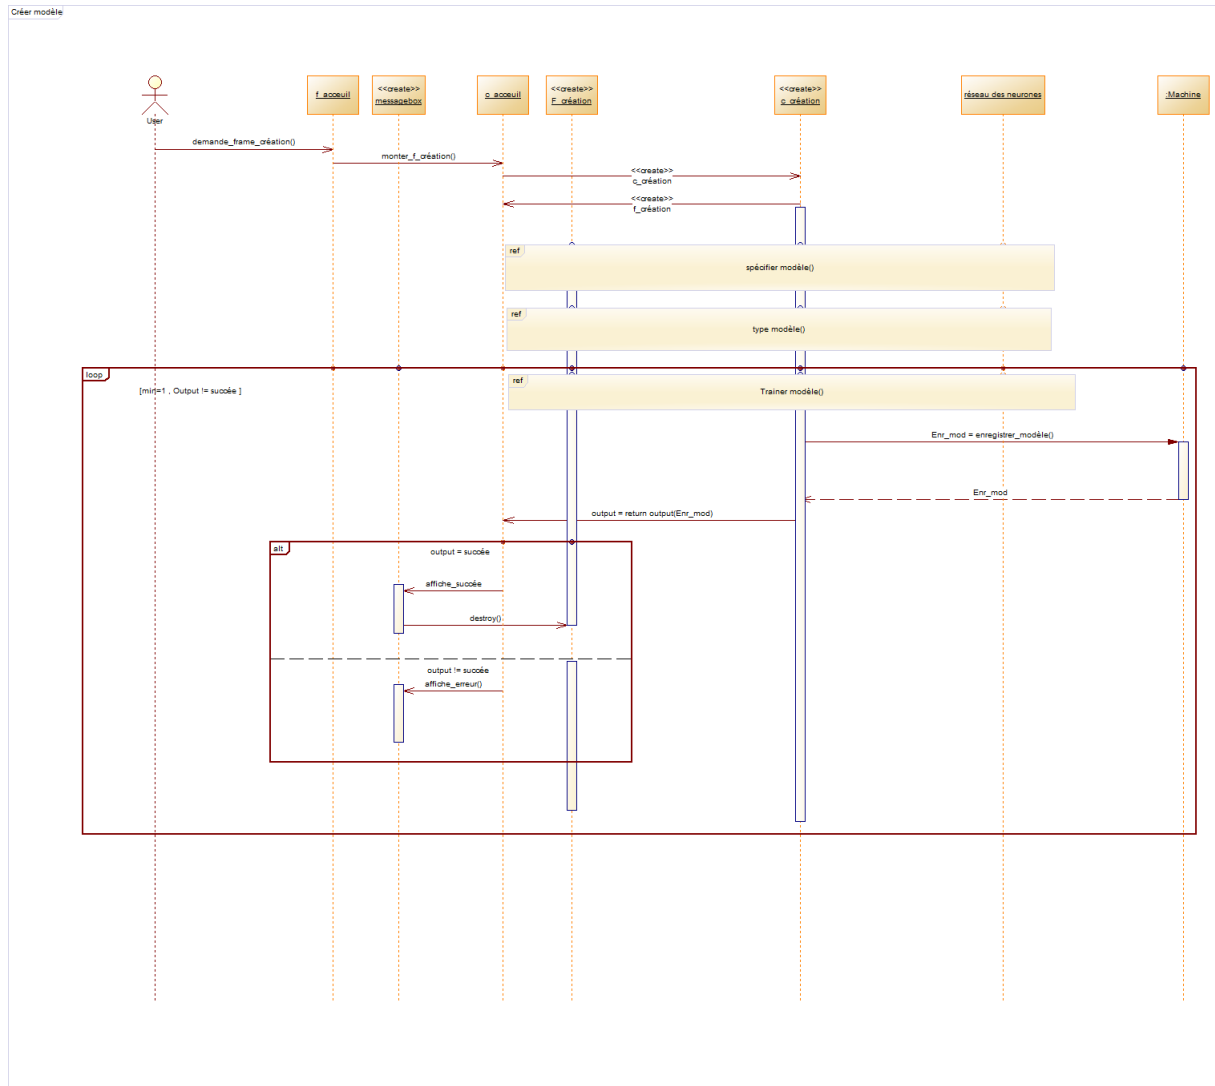 Créer modèle
User
f_acceuil
<<create>>
messagebox
c_acceuil
<<create>>
F_création
<<create>>
c_création
réseau des neurones
:Machine
demande_frame_création()
monter_f_création()
<<create>>
c_création
<<create>>
f_création
ref
spécifier modèle()
ref
type modèle()
loop
[min=1 , Output != succée ]
ref
Trainer modèle()
Enr_mod = enregistrer_modèle()
Enr_mod
output = return output(Enr_mod)
alt
output = succée
affiche_succée
destroy()
output != succée
affiche_erreur()